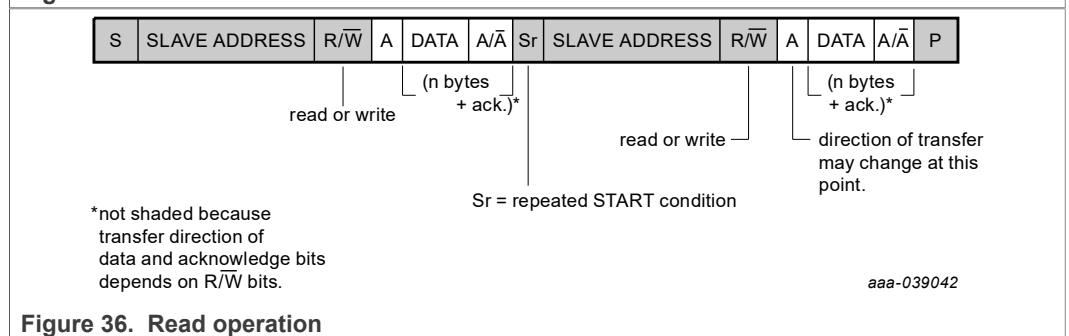 S SLAVE ADDRESS R/W̅ A DATA A/A̅ Sr SLAVE ADDRESS R/W̅ A DATA A/A̅ P
(n bytes
+ ack.)*
(n bytes
+ ack.)*
read or write
read or write
direction of transfer
may change at this
point.
Sr = repeated START condition
*not shaded because
transfer direction of
data and acknowledge bits
depends on R/W̅ bits.
aaa-039042
Figure 36. Read operation